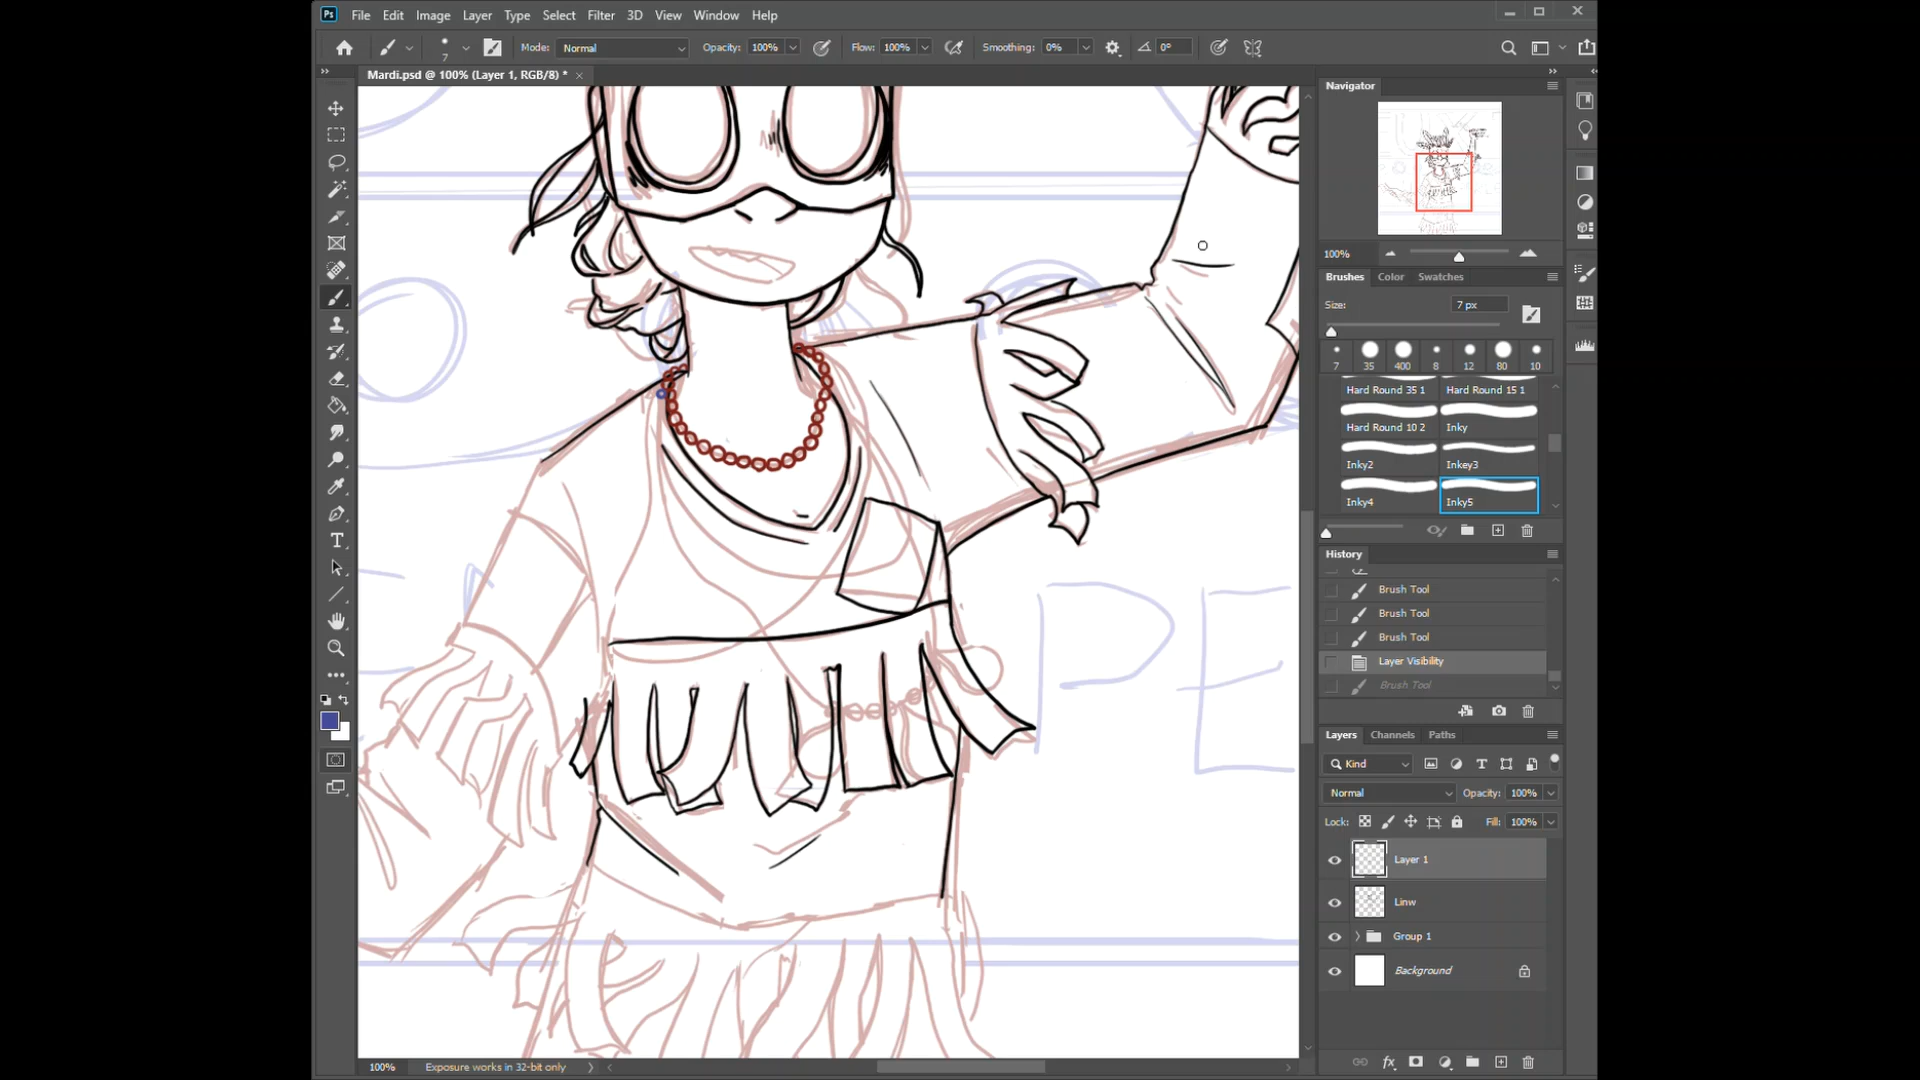 Ps File Edit Image Layer Type Select Filter 3D View Window Help
7 Mode: Normal Opacity: 100% Flow: 100% Smoothing: 0% 0°
Mardi.psd @ 100% (Layer 1, RGB/8) *
Navigator
100%
Brushes Color Swatches
Size: 7 px
7 35 400 8 12 80 10
Hard Round 35 1 Hard Round 15 1
Hard Round 10 2 Inky
Inky2 Inkey3
Inky4 Inky5
History
Brush Tool
Brush Tool
Brush Tool
Layer Visibility
Brush Tool
Layers Channels Paths
Kind
Normal Opacity: 100%
Lock: Fill: 100%
Layer 1
Linw
Group 1
Background
PE
100% Exposure works in 32-bit only